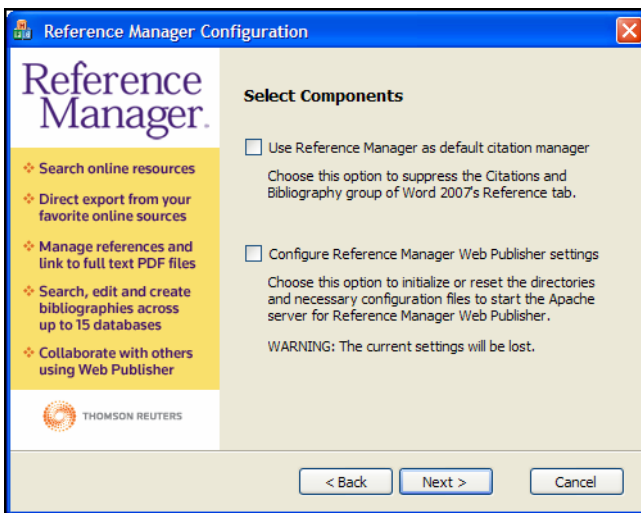 Reference Manager Configuration
Reference
Manager.
Search online resources
Direct export from your
favorite online sources
Manage references and
link to full text PDF files
Search, edit and create
bibliographies across
up to 15 databases
Collaborate with others
using Web Publisher
THOMSON REUTERS
Select Components
Use Reference Manager as default citation manager
Choose this option to suppress the Citations and
Bibliography group of Word 2007's Reference tab.
Configure Reference Manager Web Publisher settings
Choose this option to initialize or reset the directories
and necessary configuration files to start the Apache
server for Reference Manager Web Publisher.
WARNING: The current settings will be lost.
< Back
Next >
Cancel